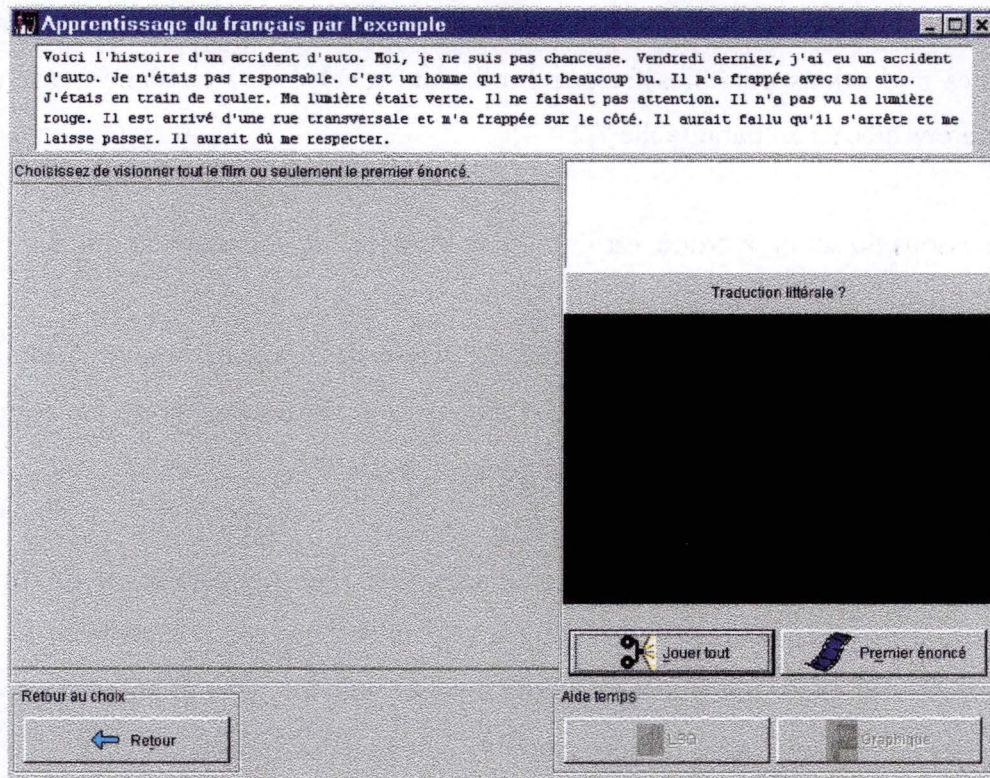 Apprentissage du français par l'exemple
Voici l'histoire d'un accident d'auto. Moi, je ne suis pas chanceuse. Vendredi dernier, j'ai eu un accident
d'auto. Je n'étais pas responsable. C'est un homme qui avait beaucoup bu. Il m'a frappée avec son auto.
J'étais en train de rouler. Ma lumière était verte. Il ne faisait pas attention. Il n'a pas vu la lumière
rouge. Il est arrivé d'une rue transversale et m'a frappée sur le côté. Il aurait fallu qu'il s'arrête et me
laisse passer. Il aurait dû me respecter.
Choisissez de visionner tout le film ou seulement le premier énoncé.
Traduction littérale ?
Jouer tout
Premier énoncé
Retour au choix
Retour
Aide temps
LSQ
Graphique